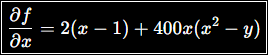 ∂f/∂x = 2(x − 1) + 400x(x² − y)